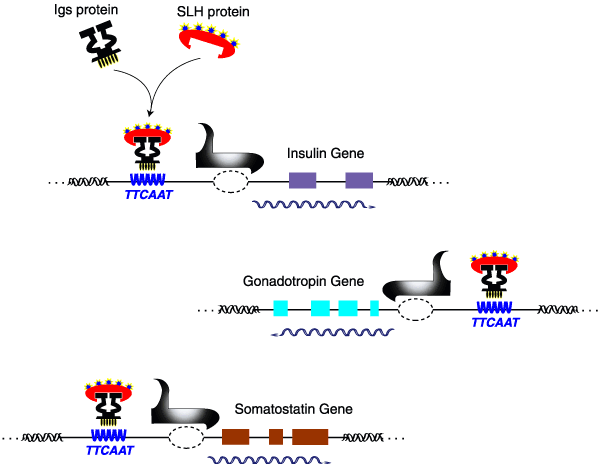 Igs protein
SLH protein
Insulin Gene
TTCAAT
Gonadotropin Gene
TTCAAT
Somatostatin Gene
TTCAAT